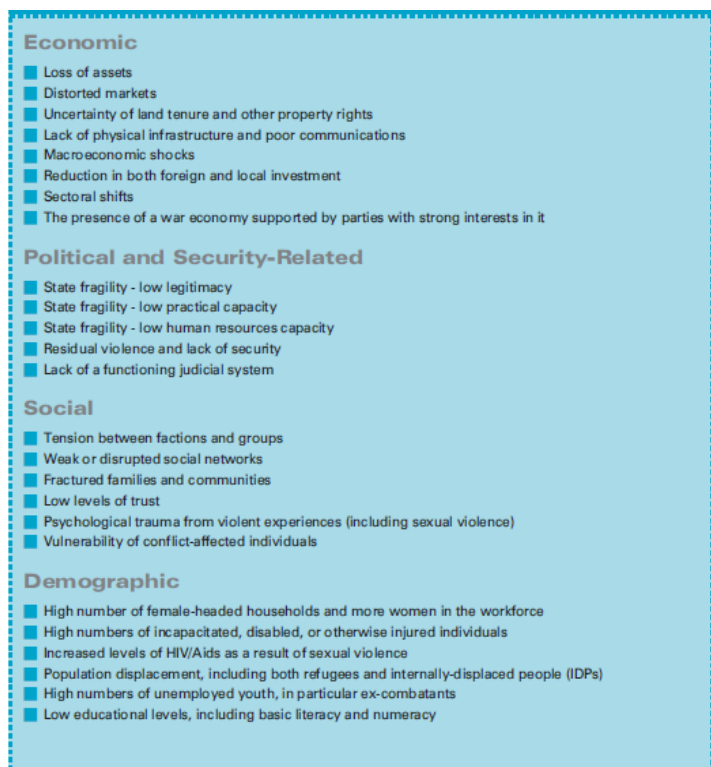 Economic
Loss of assets
Distorted markets
Uncertainty of land tenure and other property rights
Lack of physical infrastructure and poor communications
Macroeconomic shocks
Reduction in both foreign and local investment
Sectoral shifts
The presence of a war economy supported by parties with strong interests in it
Political and Security-Related
State fragility - low legitimacy
State fragility - low practical capacity
State fragility - low human resources capacity
Residual violence and lack of security
Lack of a functioning judicial system
Social
Tension between factions and groups
Weak or disrupted social networks
Fractured families and communities
Low levels of trust
Psychological trauma from violent experiences (including sexual violence)
Vulnerability of conflict-affected individuals
Demographic
High number of female-headed households and more women in the workforce
High numbers of incapacitated, disabled, or otherwise injured individuals
Increased levels of HIV/Aids as a result of sexual violence
Population displacement, including both refugees and internally-displaced people (IDPs)
High numbers of unemployed youth, in particular ex-combatants
Low educational levels, including basic literacy and numeracy